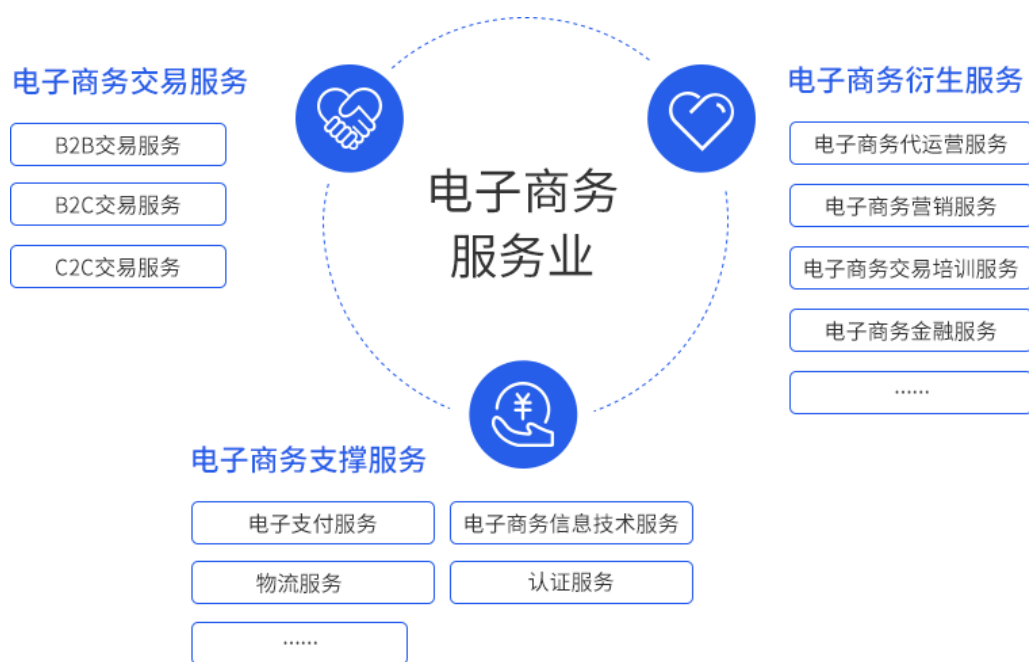 电子商务交易服务
B2B交易服务
B2C交易服务
C2C交易服务
电子商务
服务业
电子商务衍生服务
电子商务代运营服务
电子商务营销服务
电子商务交易培训服务
电子商务金融服务
······
¥
电子商务支撑服务
电子支付服务
电子商务信息技术服务
物流服务
认证服务
······